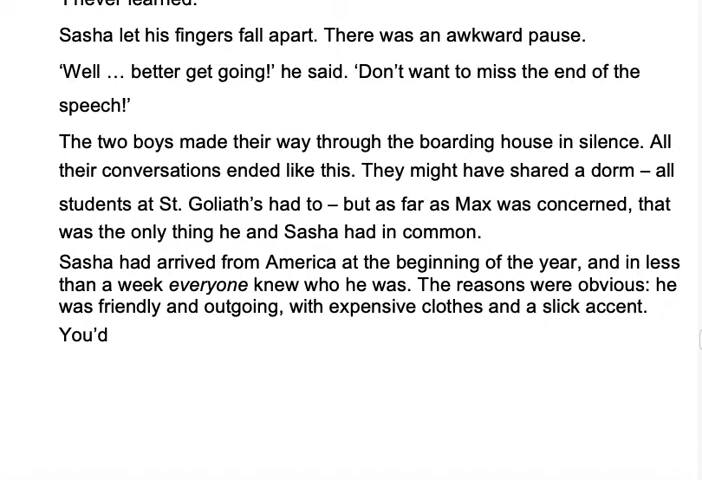 I never learned.
Sasha let his fingers fall apart. There was an awkward pause.
‘Well … better get going!’ he said. ‘Don’t want to miss the end of the
speech!’
The two boys made their way through the boarding house in silence. All
their conversations ended like this. They might have shared a dorm – all
students at St. Goliath’s had to – but as far as Max was concerned, that
was the only thing he and Sasha had in common.
Sasha had arrived from America at the beginning of the year, and in less
than a week everyone knew who he was. The reasons were obvious: he
was friendly and outgoing, with expensive clothes and a slick accent.
You’d